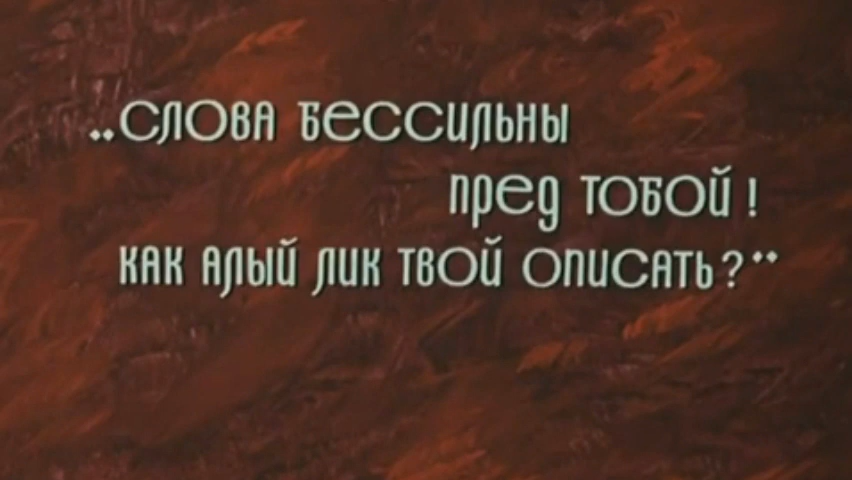 „Слова бессильны
пред тобой!
Как алый лик твой описать?”